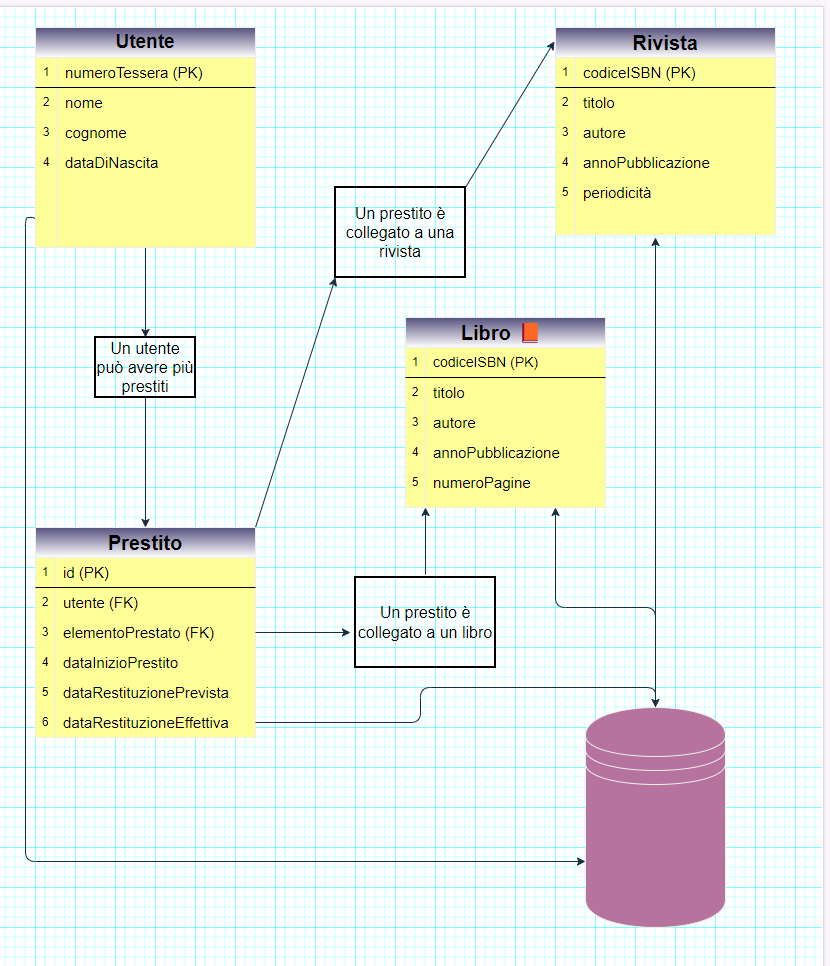 Utente
1 numeroTessera (PK)
2 nome
3 cognome
4 dataDiNascita
Rivista
1 codiceISBN (PK)
2 titolo
3 autore
4 annoPubblicazione
5 periodicità
Un prestito è
collegato a una
rivista
Un utente
può avere più
prestiti
Libro
1 codiceISBN (PK)
2 titolo
3 autore
4 annoPubblicazione
5 numeroPagine
Prestito
1 id (PK)
2 utente (FK)
3 elementoPrestato (FK)
4 dataInizioPrestito
5 dataRestituzionePrevista
6 dataRestituzioneEffettiva
Un prestito è
collegato a un libro